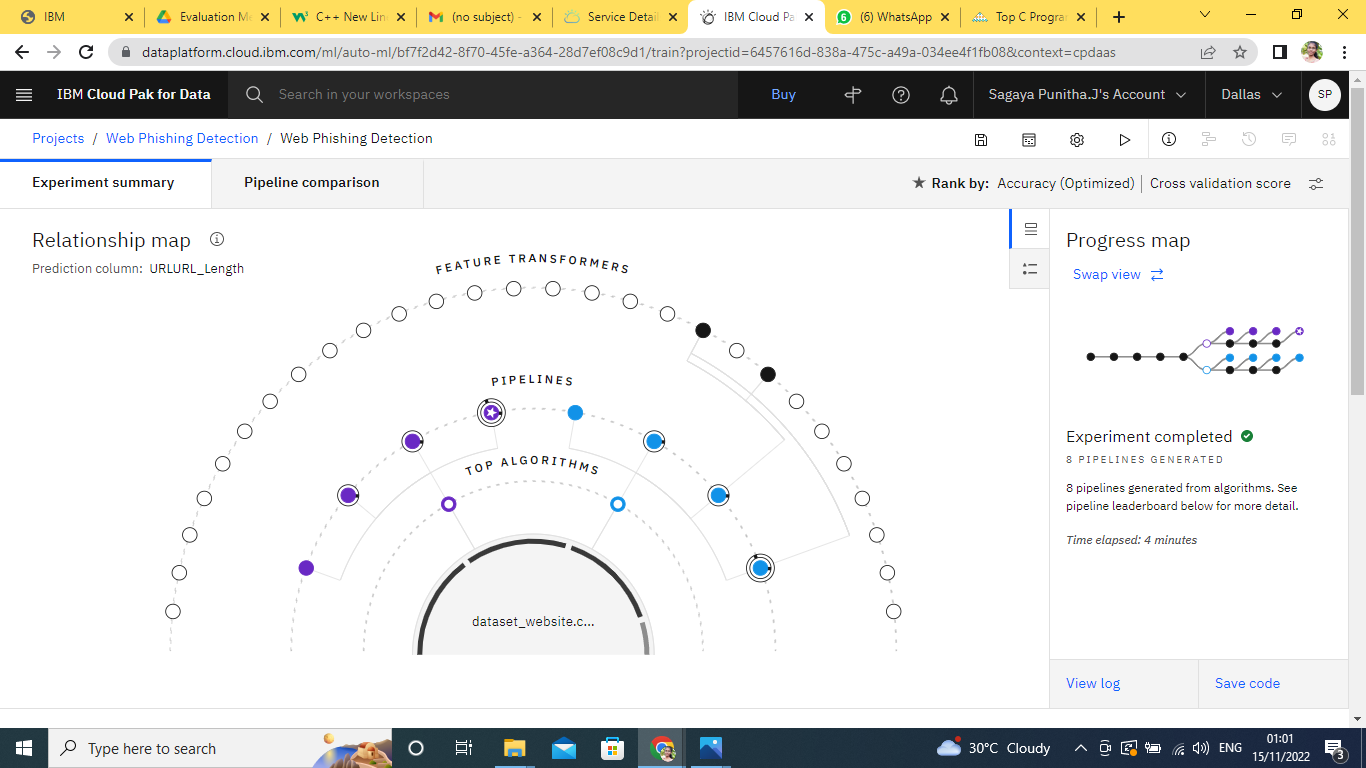 IBM
Evaluation Me
C++ New Lin
(no subject) -
Service Detail
IBM Cloud Pa
(6) WhatsApp
Top C Progra
dataplatform.cloud.ibm.com/ml/auto-ml/bf7f2d42-8f70-45fe-a364-28d7ef08c9d1/train?projectid=6457616d-838a-475c-a49a-034ee4f1fb08&context=cpdaas
IBM Cloud Pak for Data
Search in your workspaces
Buy
Sagaya Punitha.J's Account
Dallas
SP
Projects / Web Phishing Detection / Web Phishing Detection
Experiment summary
Pipeline comparison
Rank by: Accuracy (Optimized) | Cross validation score
Relationship map
Prediction column: URLURL_Length
FEATURE TRANSFORMERS
PIPELINES
TOP ALGORITHMS
dataset_website.c...
Progress map
Swap view
Experiment completed
8 PIPELINES GENERATED
8 pipelines generated from algorithms. See
pipeline leaderboard below for more detail.
Time elapsed: 4 minutes
View log
Save code
Type here to search
30°C Cloudy
ENG
01:01
15/11/2022
3